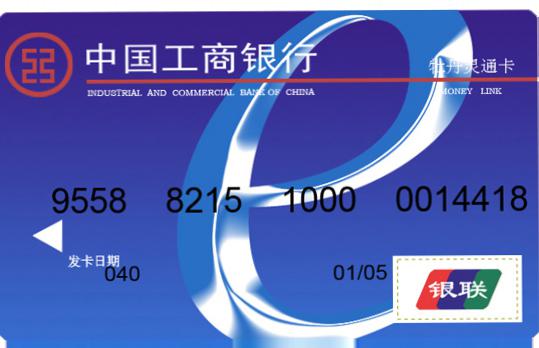 中国工商银行
牡丹灵通卡
INDUSTRIAL AND COMMERCIAL BANK OF CHINA
MONEY LINK
9558 8215 1000 0014418
发卡日期
040
01/05
银联